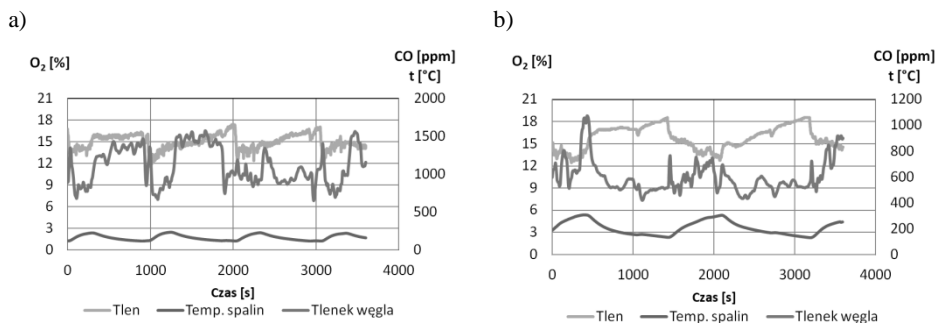 a)
O₂ [%]
CO [ppm]
t [°C]
21
18
15
12
9
6
3
0
2000
1500
1000
500
0
0 1000 2000 3000 4000
Czas [s]
Tlen Temp. spalin Tlenek węgla
b)
O₂ [%]
CO [ppm]
t [°C]
21
18
15
12
9
6
3
0
1200
1000
800
600
400
200
0
0 1000 2000 3000 4000
Czas [s]
Tlen Temp. spalin Tlenek węgla